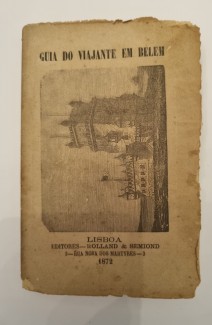 GUIA DO VIAJANTE EM BELEM
LISBOA
EDITORES—ROLLAND & SEMIOND
3—RUA NOVA DOS MARTYRES—3
1872